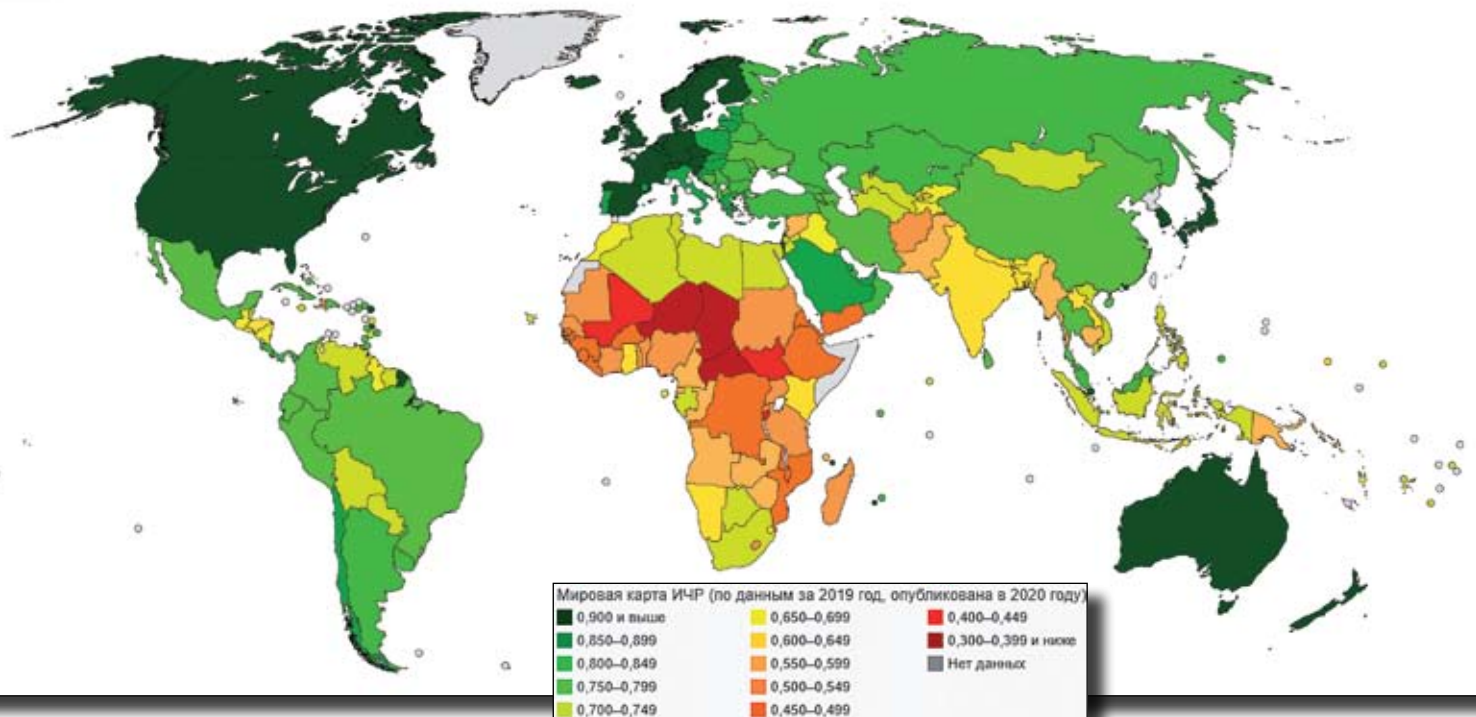 Мировая карта ИЧР (по данным за 2019 год, опубликована в 2020 году)
0,900 и выше
0,850–0,899
0,800–0,849
0,750–0,799
0,700–0,749
0,650–0,699
0,600–0,649
0,550–0,599
0,500–0,549
0,450–0,499
0,400–0,449
0,300–0,399 и ниже
Нет данных